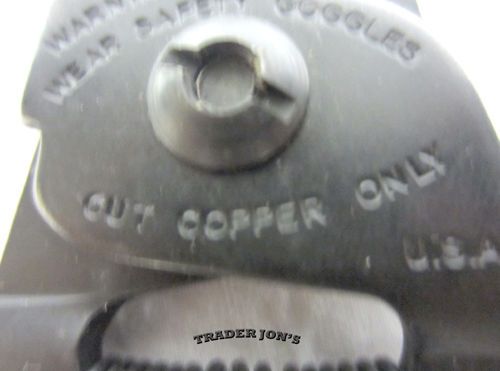 WEAR SAFETY GOGGLES
CUT COPPER ONLY
U.S.A
TRADER JON'S